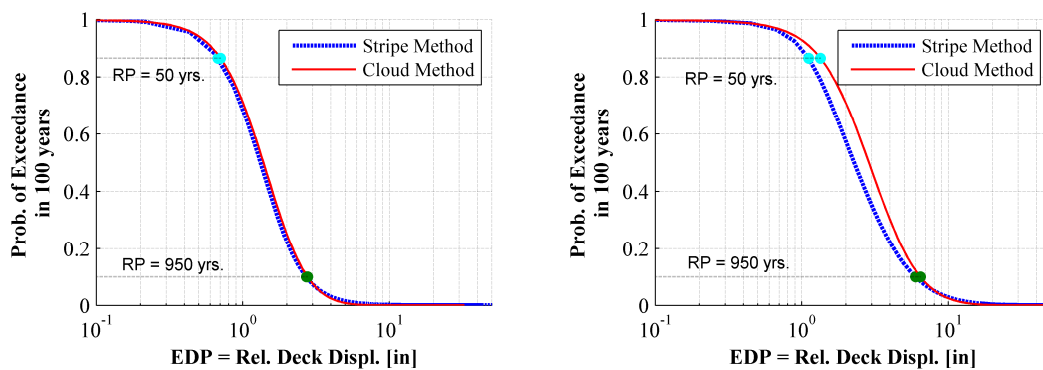 Prob. of Exceedance
in 100 years
1
0.8
0.6
0.4
0.2
0
Stripe Method
Cloud Method
RP = 50 yrs.
RP = 950 yrs.
10^-1
10^0
10^1
EDP = Rel. Deck Displ. [in]
Prob. of Exceedance
in 100 years
1
0.8
0.6
0.4
0.2
0
Stripe Method
Cloud Method
RP = 50 yrs.
RP = 950 yrs.
10^-1
10^0
10^1
EDP = Rel. Deck Displ. [in]